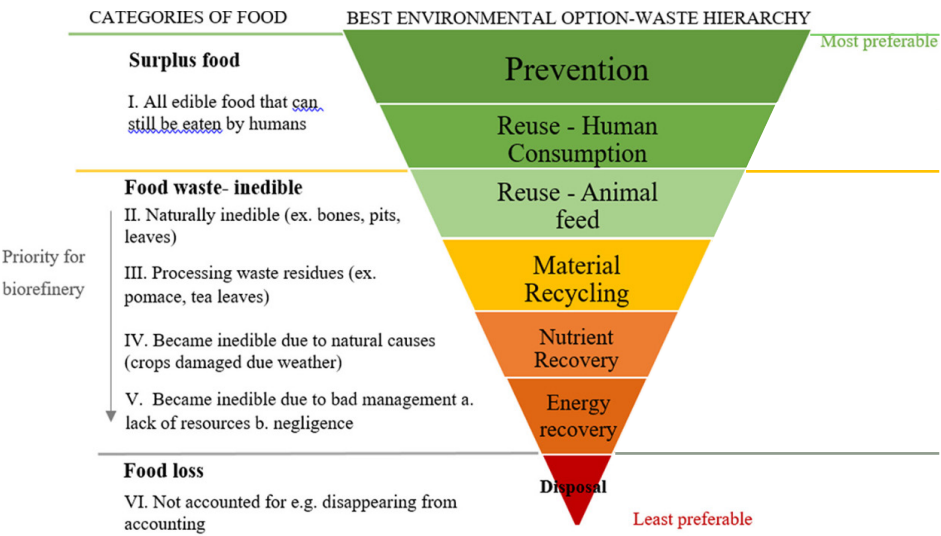 CATEGORIES OF FOOD
BEST ENVIRONMENTAL OPTION-WASTE HIERARCHY
Most preferable
Surplus food
I. All edible food that can
still be eaten by humans
Prevention
Reuse - Human
Consumption
Food waste- inedible
II. Naturally inedible (ex. bones, pits,
leaves)
III. Processing waste residues (ex.
pomace, tea leaves)
IV. Became inedible due to natural causes
(crops damaged due weather)
V. Became inedible due to bad management a.
lack of resources b. negligence
Priority for
biorefinery
Reuse - Animal
feed
Material
Recycling
Nutrient
Recovery
Energy
recovery
Food loss
VI. Not accounted for e.g. disappearing from
accounting
Disposal
Least preferable